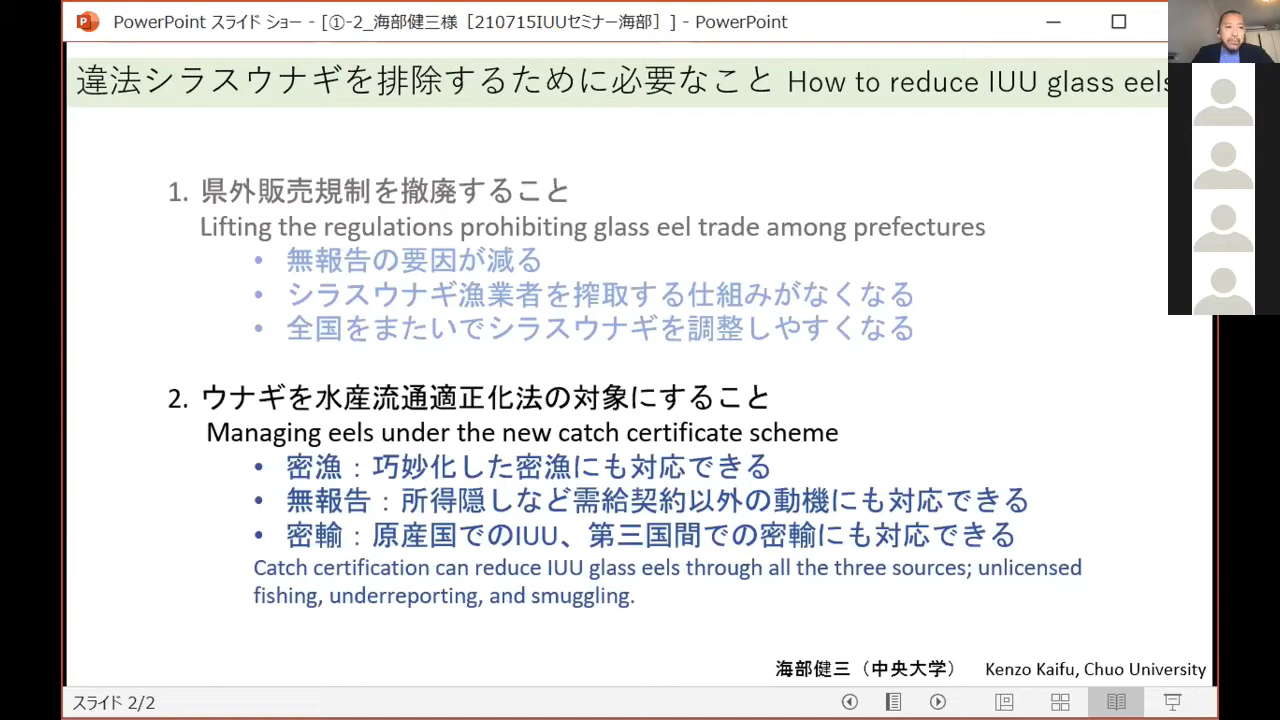 PowerPoint スライド ショー - [①-2_海部健三様［210715IUUセミナー海部］] - PowerPoint
違法シラスウナギを排除するために必要なこと How to reduce IUU glass eels
1. 県外販売規制を撤廃すること
Lifting the regulations prohibiting glass eel trade among prefectures
• 無報告の要因が減る
• シラスウナギ漁業者を搾取する仕組みがなくなる
• 全国をまたいでシラスウナギを調整しやすくなる
2. ウナギを水産流通適正化法の対象にすること
Managing eels under the new catch certificate scheme
• 密漁：巧妙化した密漁にも対応できる
• 無報告：所得隠しなど需給契約以外の動機にも対応できる
• 密輸：原産国でのIUU、第三国間での密輸にも対応できる
Catch certification can reduce IUU glass eels through all the three sources; unlicensed
fishing, underreporting, and smuggling.
海部健三（中央大学） Kenzo Kaifu, Chuo University
スライド 2/2